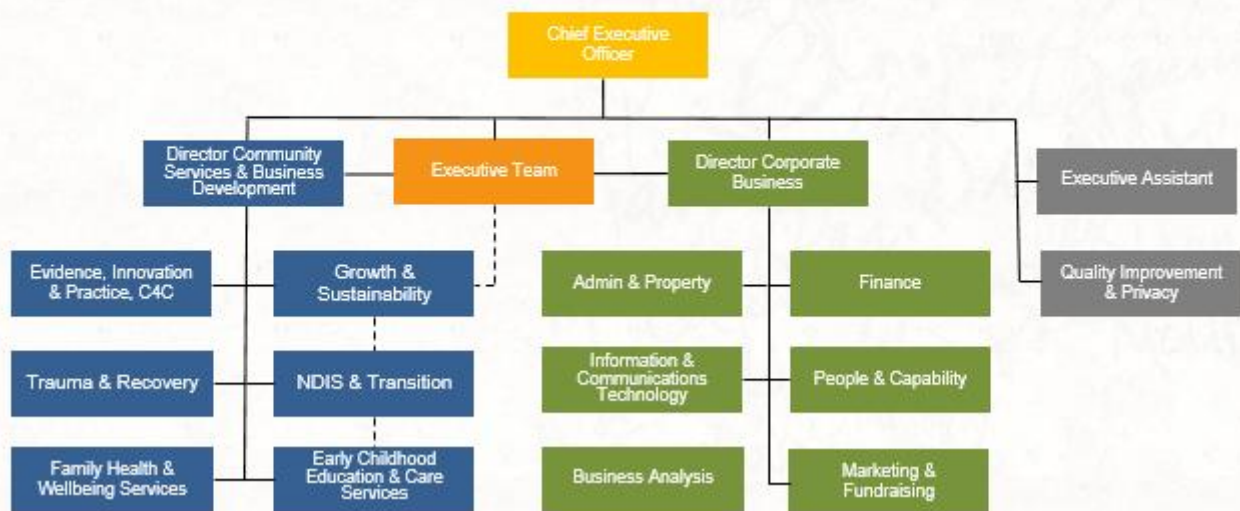 Chief Executive
Officer
Director Community
Services & Business
Development
Executive Team
Director Corporate
Business
Executive Assistant
Evidence, Innovation
& Practice, C4C
Growth &
Sustainability
Admin & Property
Finance
Quality Improvement
& Privacy
Trauma & Recovery
NDIS & Transition
Information &
Communications
Technology
People & Capability
Family Health &
Wellbeing Services
Early Childhood
Education & Care
Services
Business Analysis
Marketing &
Fundraising